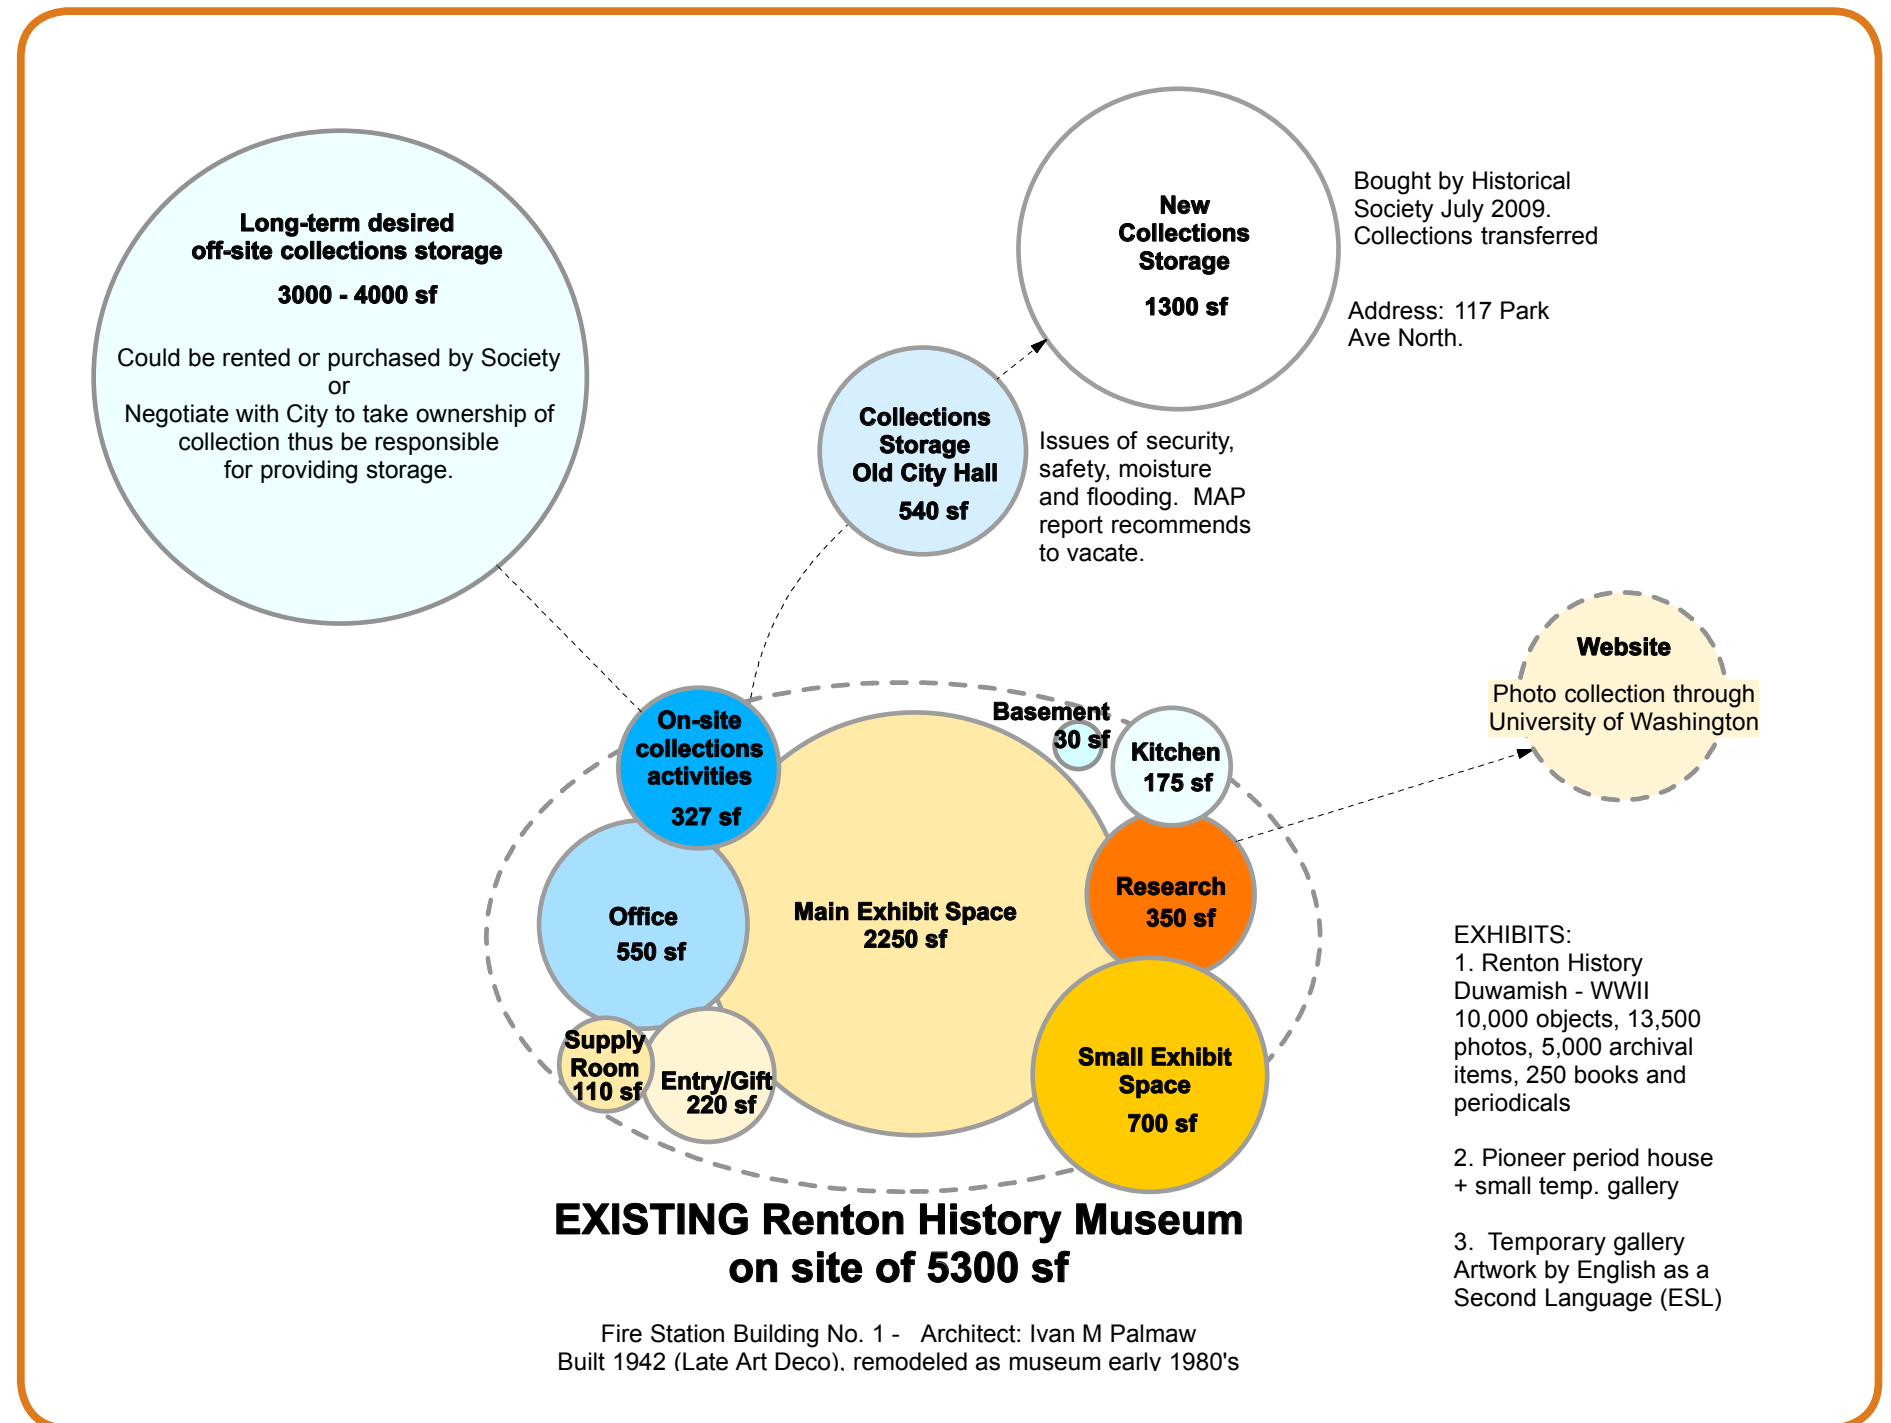 Long-term desired
off-site collections storage
3000 - 4000 sf
Could be rented or purchased by Society
or
Negotiate with City to take ownership of
collection thus be responsible
for providing storage.
New
Collections
Storage
1300 sf
Bought by Historical
Society July 2009.
Collections transferred
Address: 117 Park
Ave North.
Collections
Storage
Old City Hall
540 sf
Issues of security,
safety, moisture
and flooding. MAP
report recommends
to vacate.
Website
Photo collection through
University of Washington
On-site
collections
activities
327 sf
Basement
30 sf
Kitchen
175 sf
Office
550 sf
Main Exhibit Space
2250 sf
Research
350 sf
Supply
Room
110 sf
Entry/Gift
220 sf
Small Exhibit
Space
700 sf
EXHIBITS:
1. Renton History
Duwamish - WWII
10,000 objects, 13,500
photos, 5,000 archival
items, 250 books and
periodicals
2. Pioneer period house
+ small temp. gallery
3. Temporary gallery
Artwork by English as a
Second Language (ESL)
EXISTING Renton History Museum
on site of 5300 sf
Fire Station Building No. 1 - Architect: Ivan M Palmaw
Built 1942 (Late Art Deco), remodeled as museum early 1980's